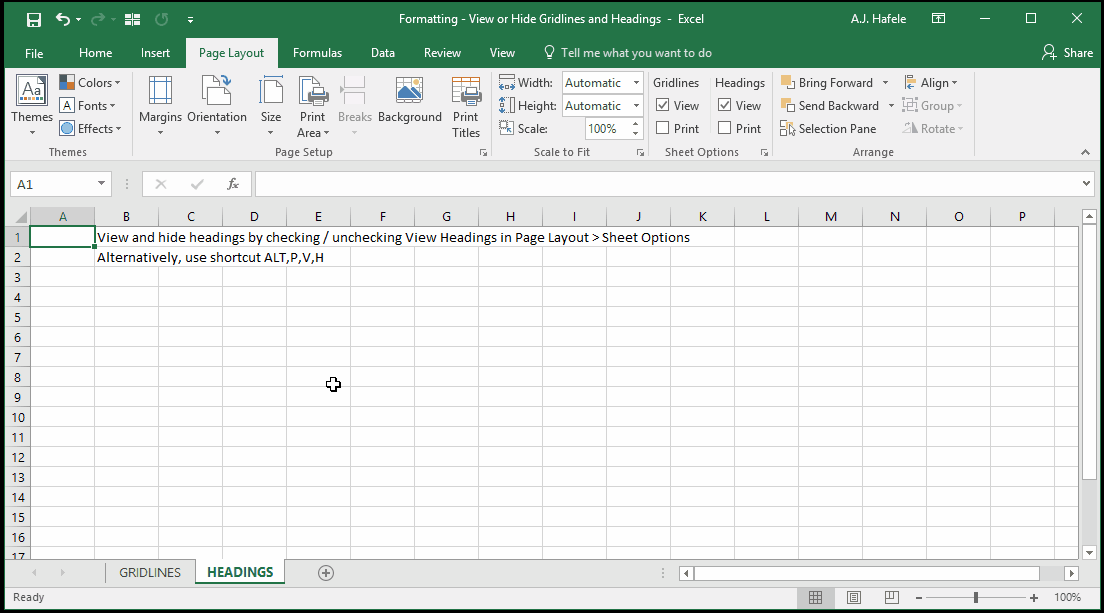 Formatting - View or Hide Gridlines and Headings - Excel
A.J. Hafele
File Home Insert Page Layout Formulas Data Review View Tell me what you want to do Share
Aa
Themes
Colors
Fonts
Effects
Themes
Margins
Orientation
Size
Print Area
Breaks
Background
Print Titles
Page Setup
Width: Automatic
Height: Automatic
Scale: 100%
Scale to Fit
Gridlines
View
Print
Headings
View
Print
Sheet Options
Bring Forward
Send Backward
Selection Pane
Align
Group
Rotate
Arrange
A1 fx
A B C D E F G H I J K L M N O P
1 View and hide headings by checking / unchecking View Headings in Page Layout > Sheet Options
2 Alternatively, use shortcut ALT,P,V,H
3
4
5
6
7
8
9
10
11
12
13
14
15
16
17
GRIDLINES HEADINGS
Ready 100%